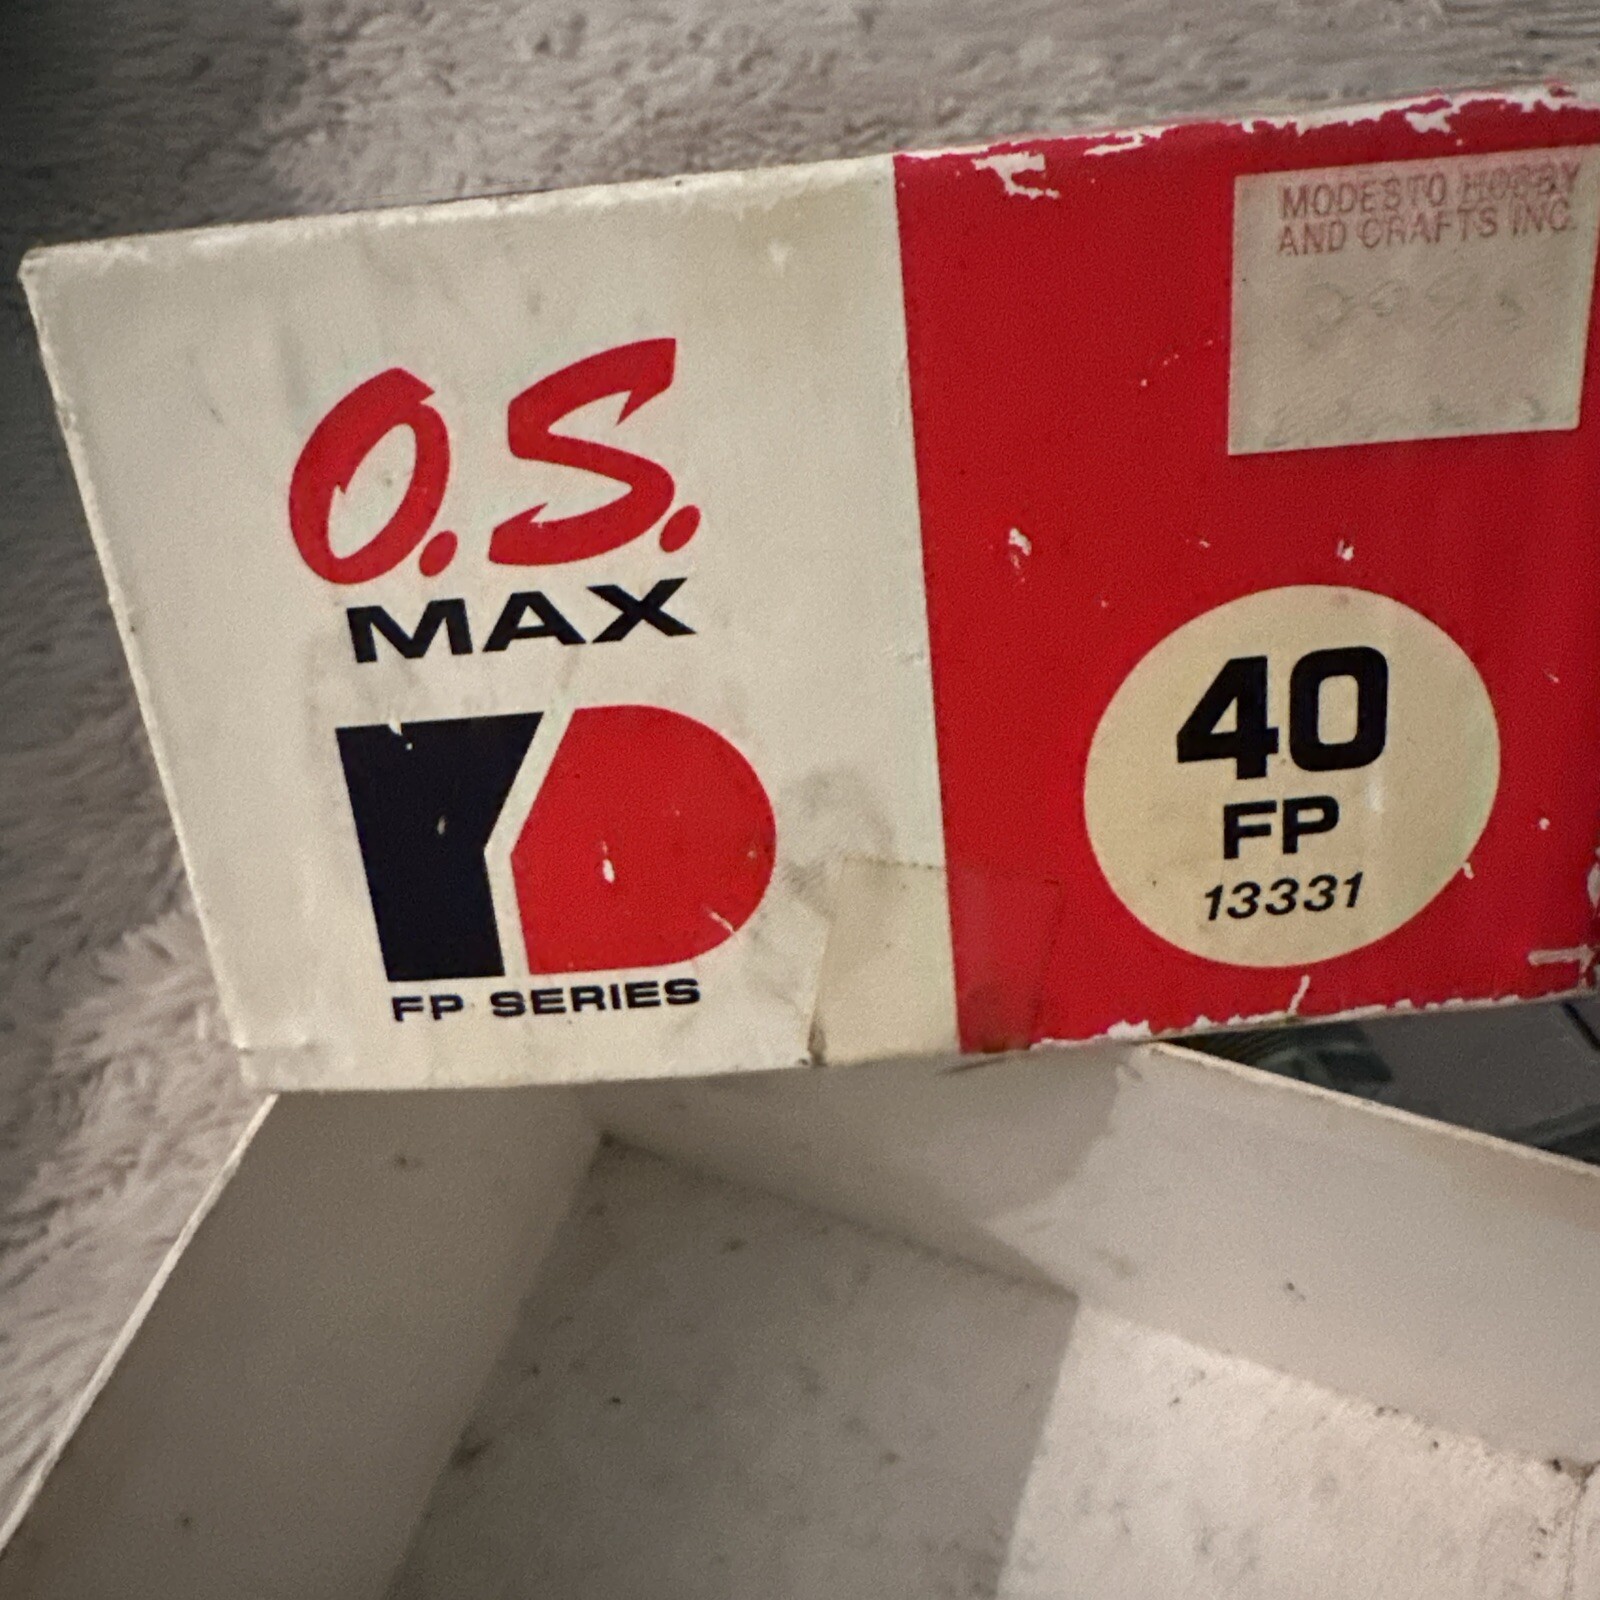 O.S.
MAX
FP SERIES
MODESTO HOBBY
AND CRAFTS INC.
40
FP
13331